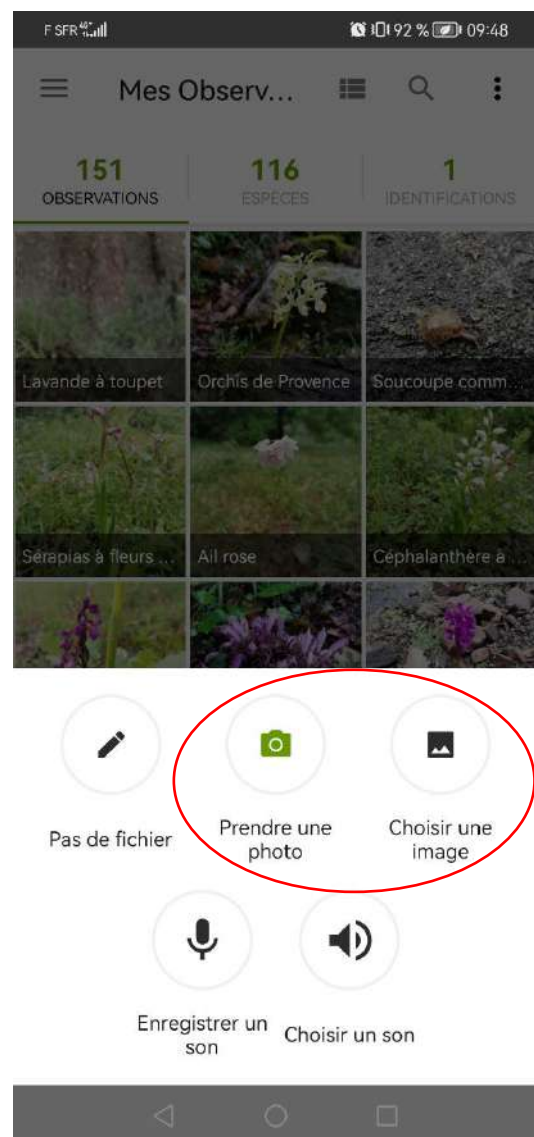 F SFR 92 % 09:48
Mes Observ...
151 116 1
OBSERVATIONS ESPÈCES IDENTIFICATIONS
Lavande à toupet Orchis de Provence Soucoupe comm...
Sérapias à fleurs ... Ail rose Céphalanthère à ...
Pas de fichier
Prendre une
photo
Choisir une
image
Enregistrer un
son
Choisir un son